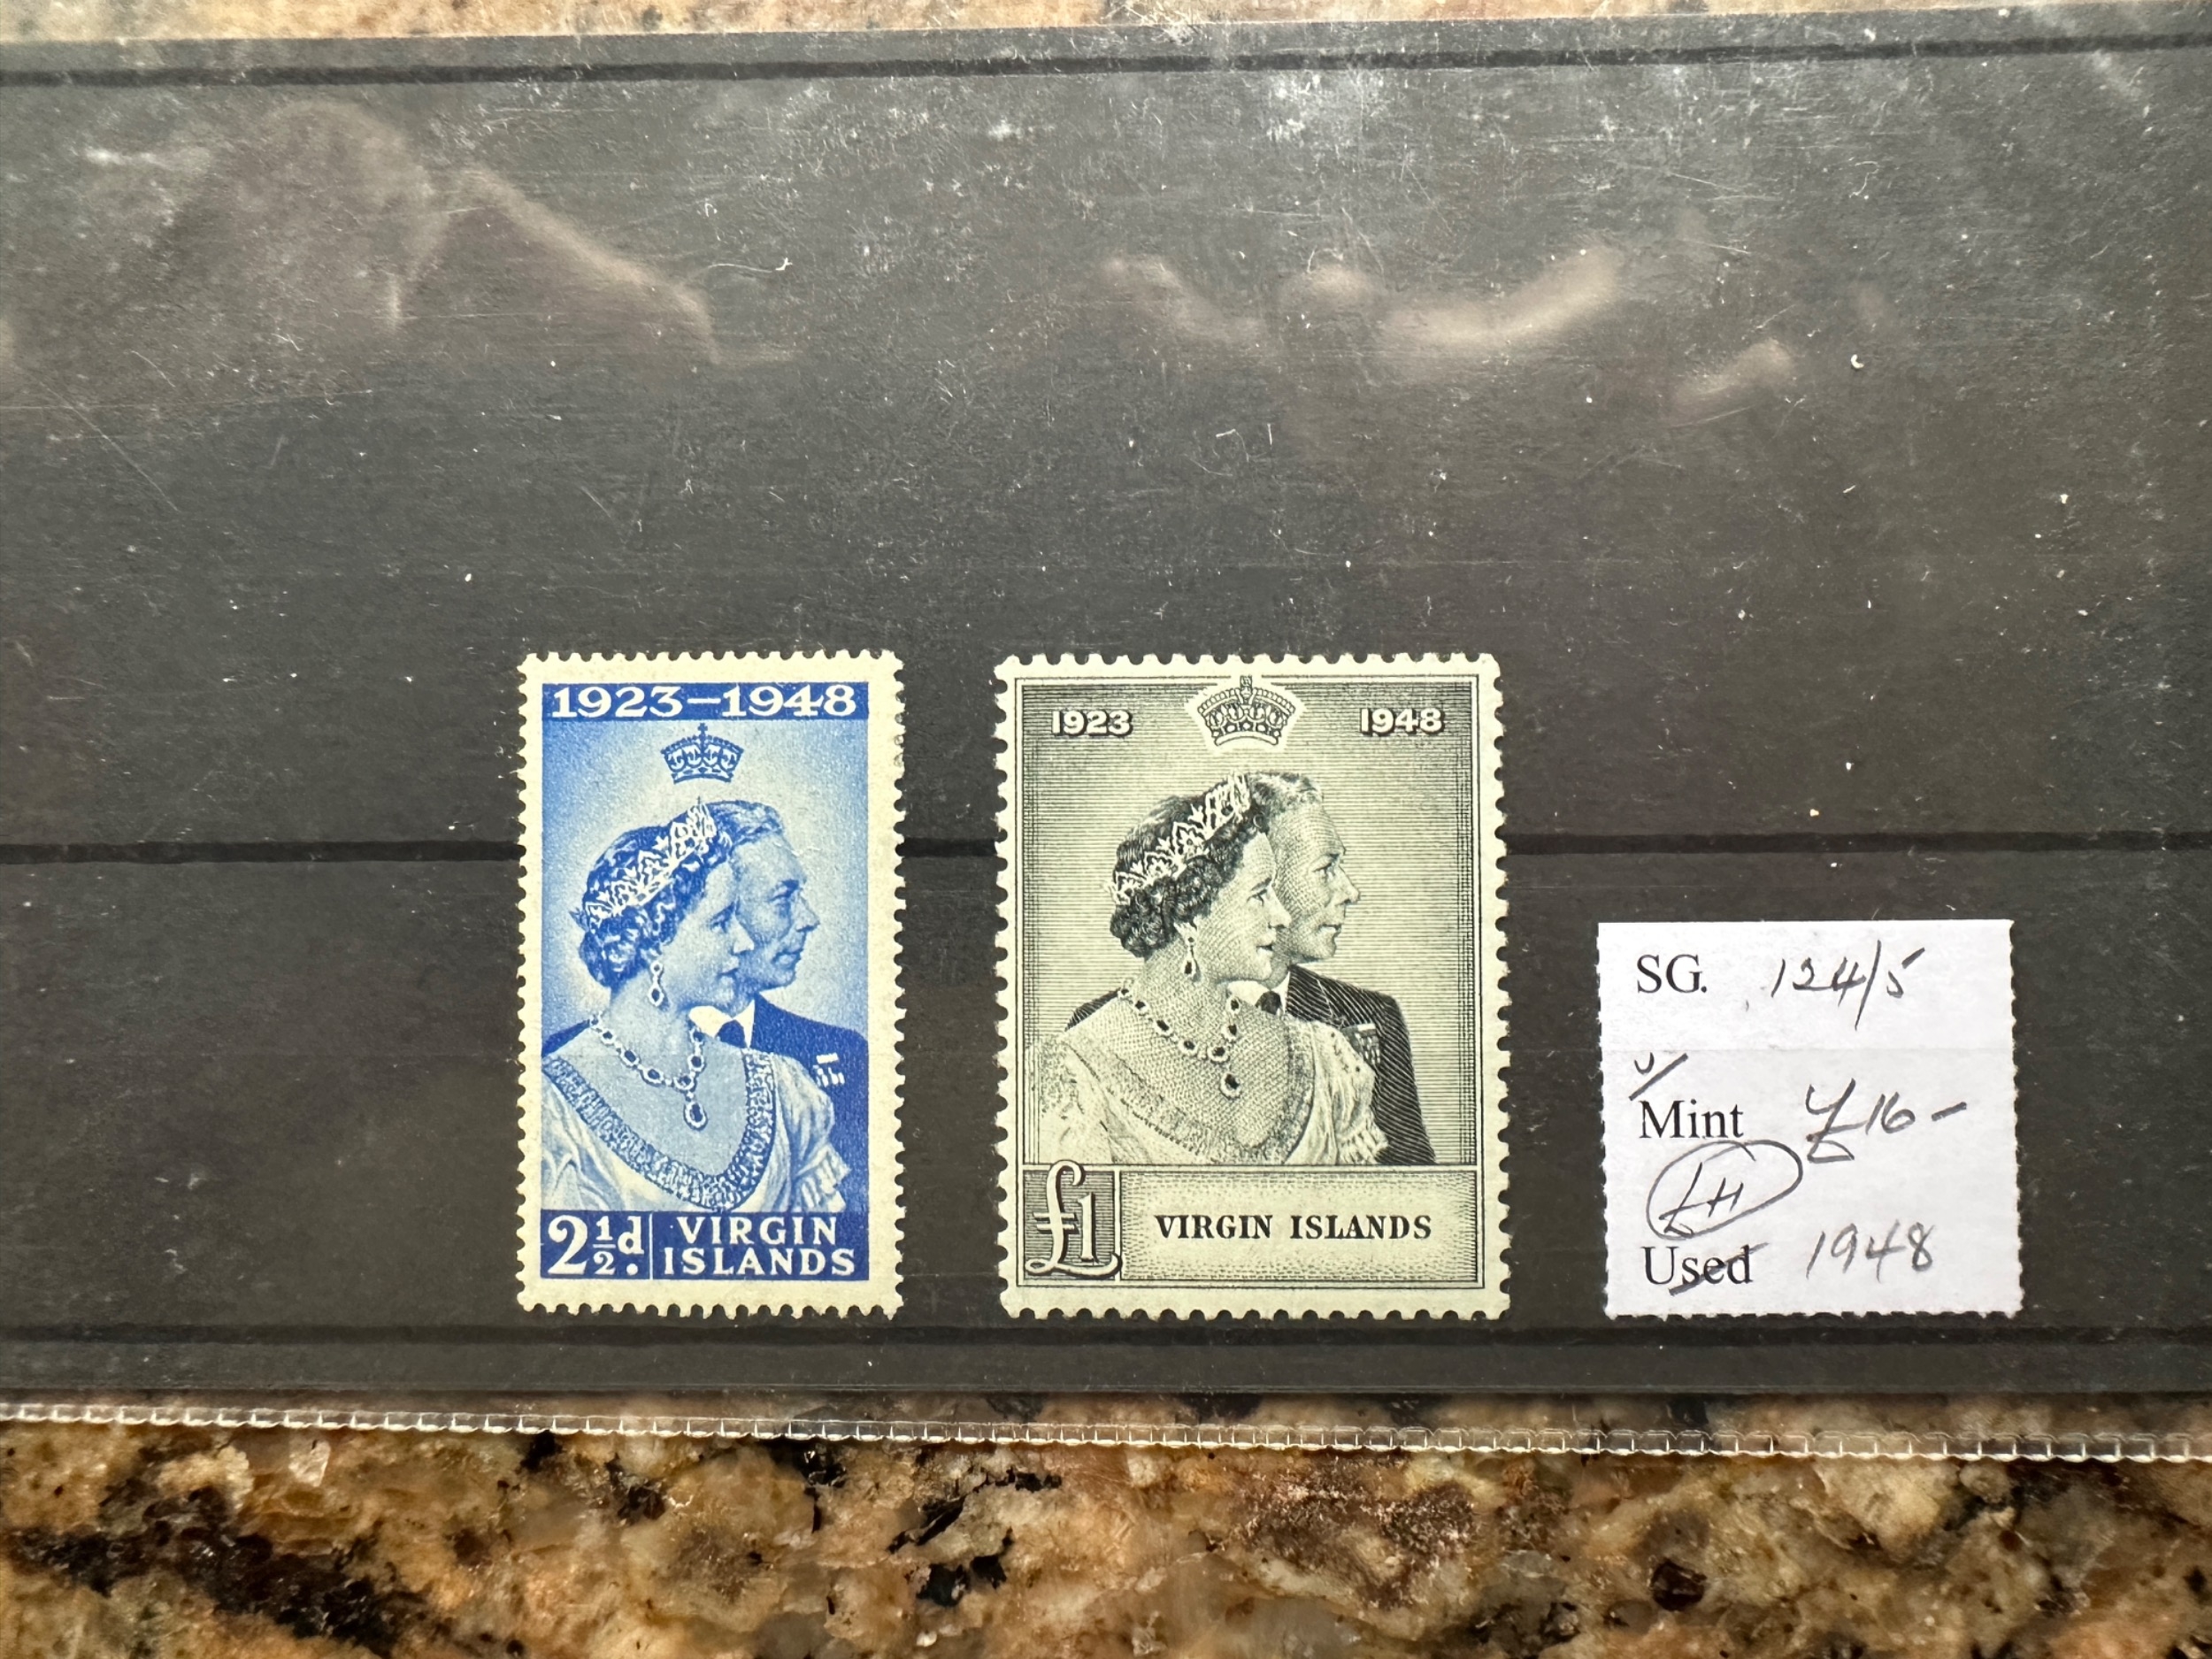 1923–1948
2½d.
VIRGIN
ISLANDS
1923 1948
£1 VIRGIN ISLANDS
SG. 124/5
Mint £16-
LH
Used 1948